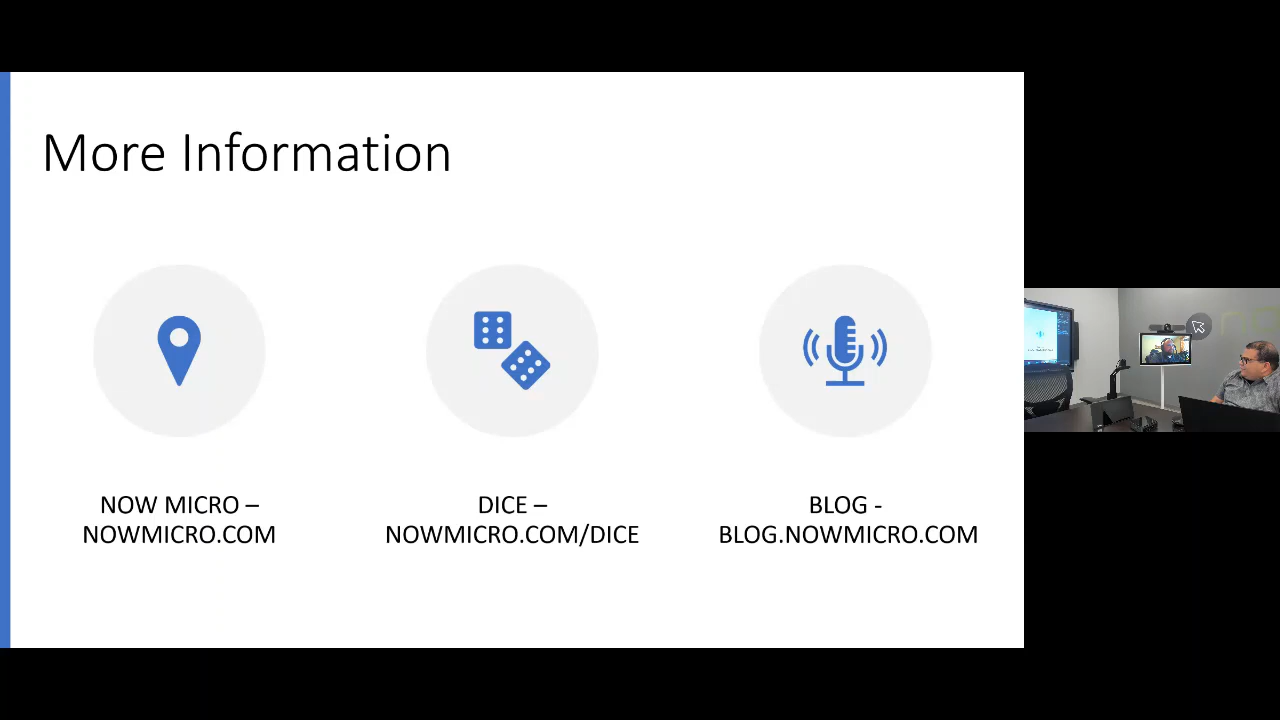 More Information
NOW MICRO –
NOWMICRO.COM
DICE –
NOWMICRO.COM/DICE
BLOG -
BLOG.NOWMICRO.COM